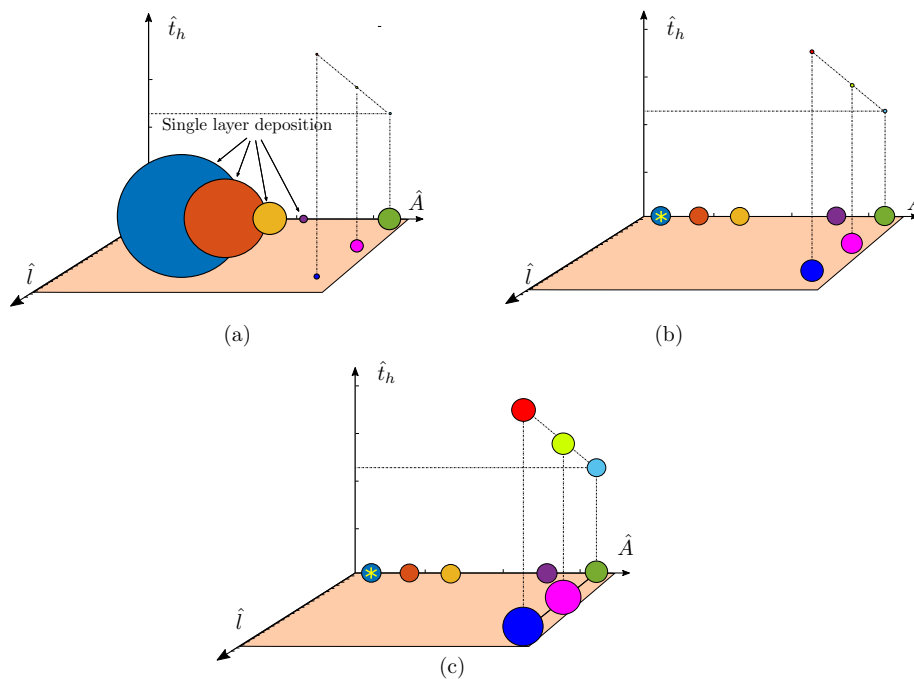 t̂_h
Single layer deposition
Â
l̂
(a)
t̂_h
A
l̂
(b)
t̂_h
Â
l̂
(c)